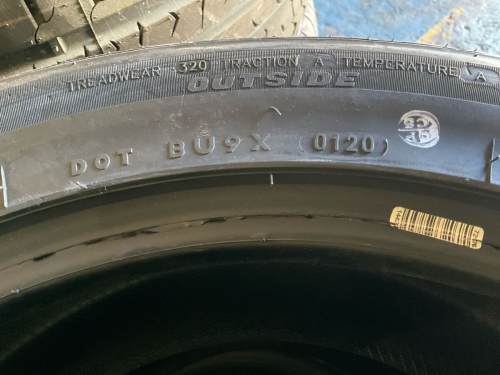 TREADWEAR 320 TRACTION A TEMPERATURE A
OUTSIDE
DOT BU9X 0120